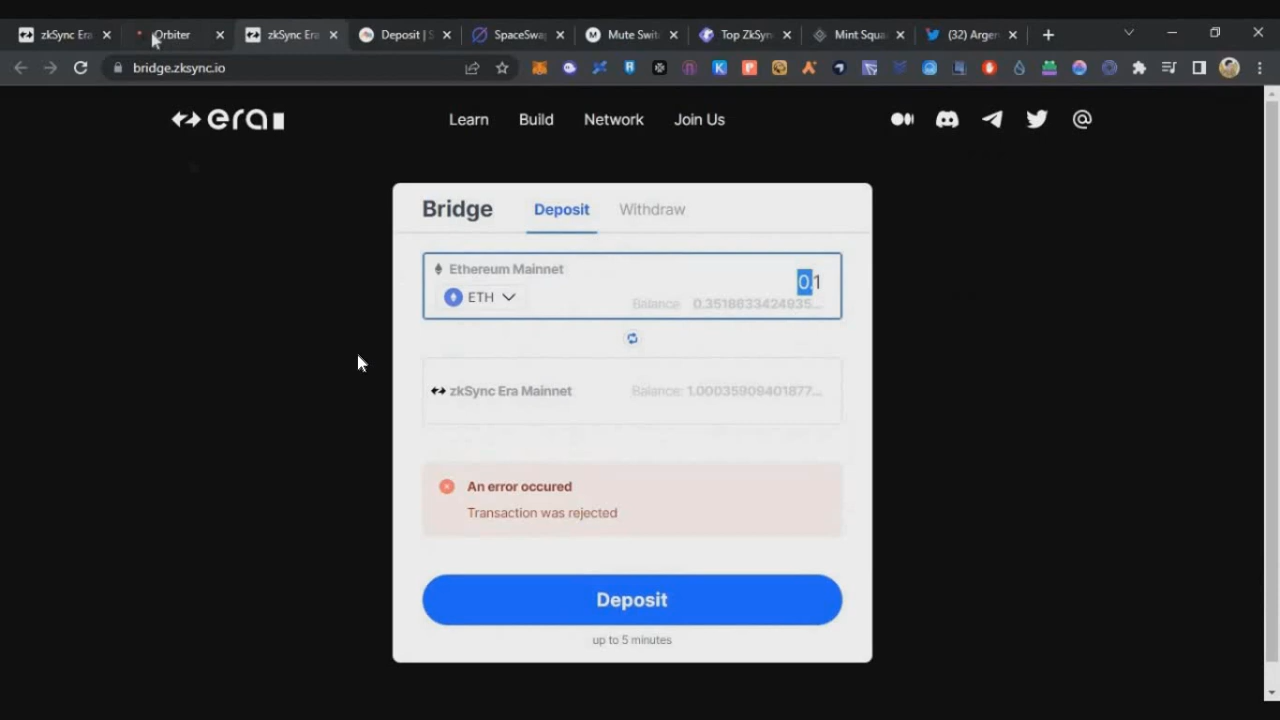 zkSync Era
Orbiter
zkSync Era
Deposit | S
SpaceSwap
Mute Swit
Top ZkSyn
Mint Squa
(32) Argen
bridge.zksync.io
era
Learn
Build
Network
Join Us
Bridge
Deposit
Withdraw
Ethereum Mainnet
0.1
ETH
Balance: 0.3518633424935...
zkSync Era Mainnet
Balance: 1.00035909401877...
An error occured
Transaction was rejected
Deposit
up to 5 minutes